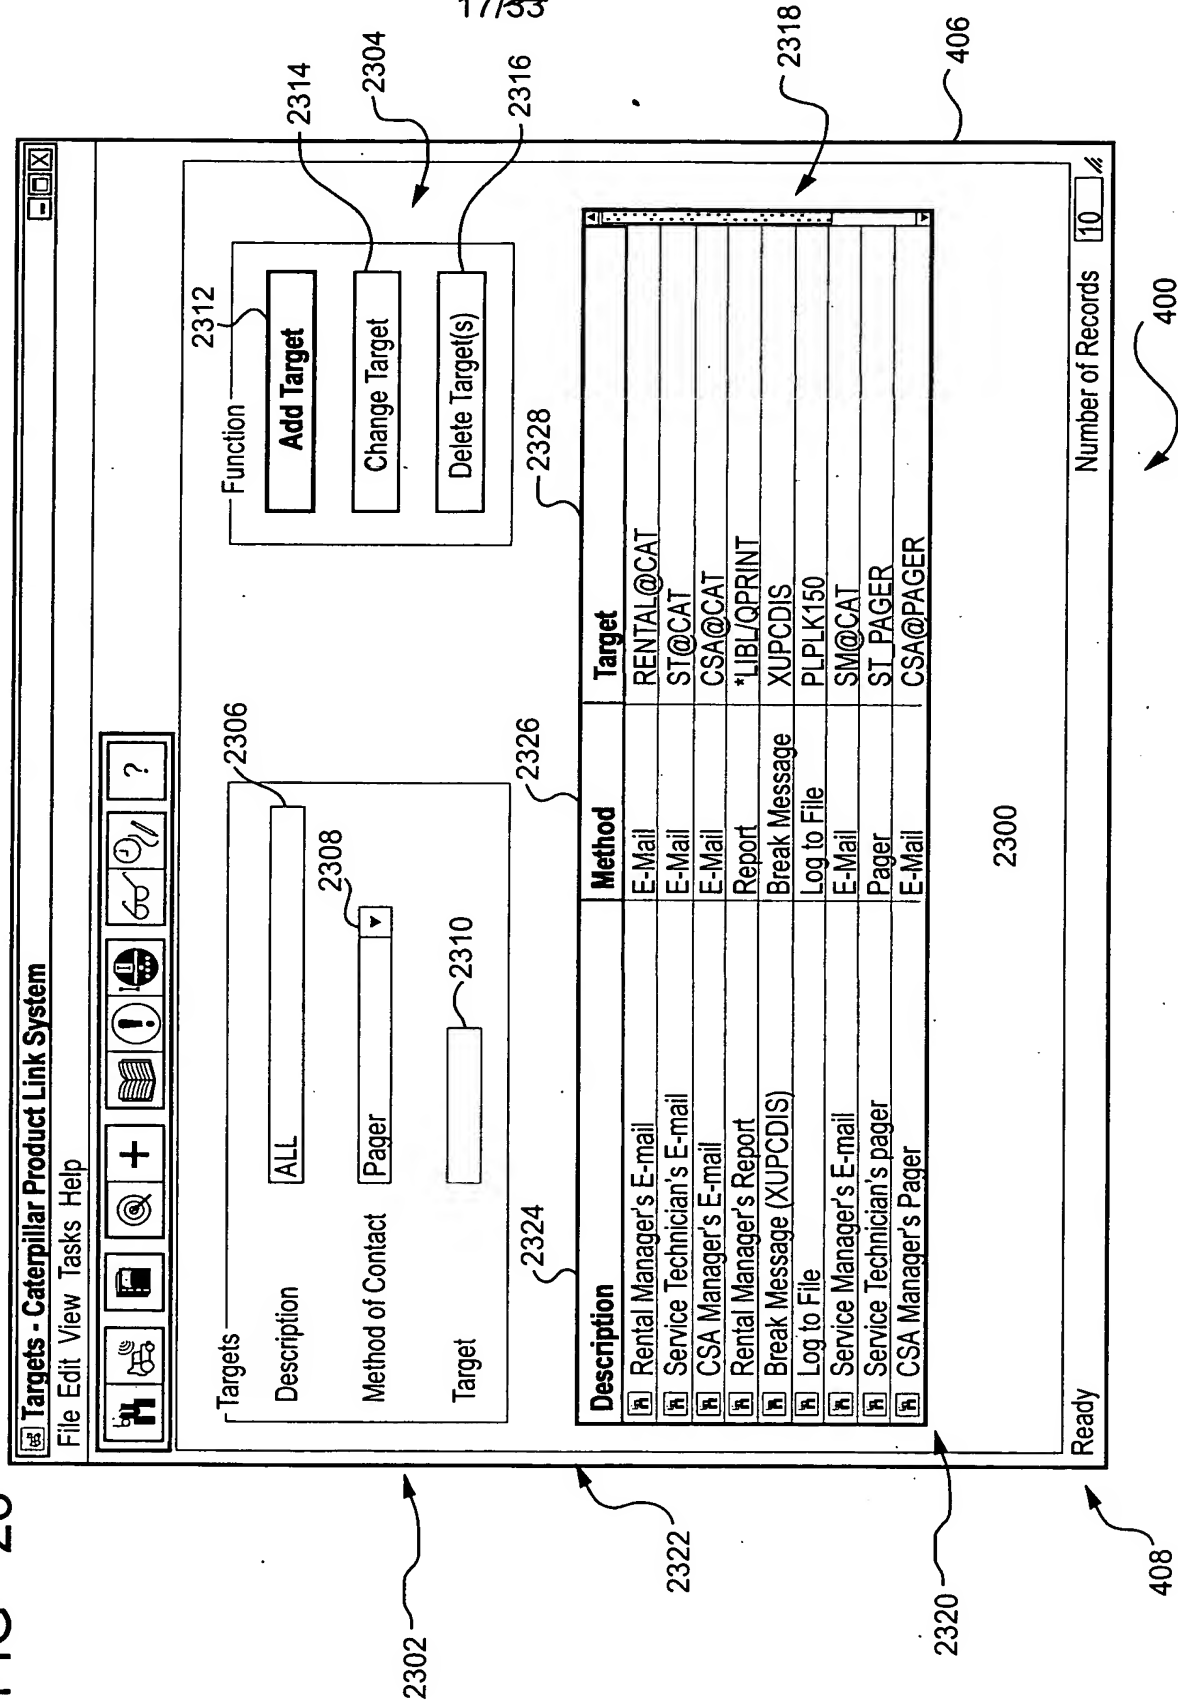 17/33
Targets - Caterpillar Product Link System
File Edit View Tasks Help
?
Targets
Description
ALL
2306
Method of Contact
Pager
2308
Target
2310
Function
2312
Add Target
2314
Change Target
2304
Delete Target(s)
2316
2302
2322
2324
2326
2328
2318
Description Method Target
Rental Manager's E-mail E-Mail RENTAL@CAT
Service Technician's E-mail E-Mail ST@CAT
CSA Manager's E-mail E-Mail CSA@CAT
Rental Manager's Report Report *LIBL/QPRINT
Break Message (XUPCDIS) Break Message XUPCDIS
Log to File Log to File PLPLK150
Service Manager's E-mail E-Mail SM@CAT
Service Technician's pager Pager ST_PAGER
CSA Manager's Pager E-Mail CSA@PAGER
2320
2300
406
Ready Number of Records 10
408
400